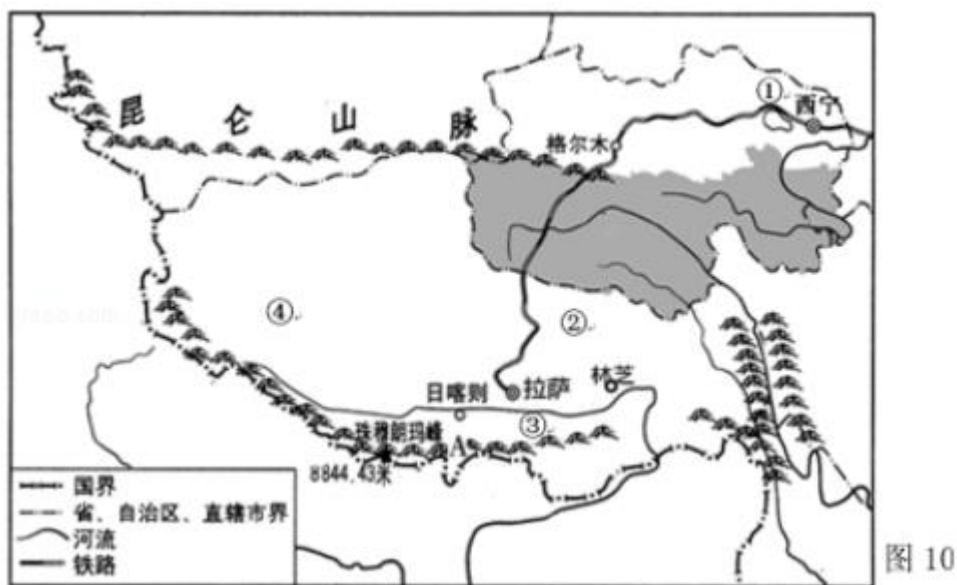 昆仑山脉
①
西宁
格尔木
④
②
日喀则
拉萨
林芝
③
珠穆朗玛峰
A
8844.43米
国界
省、自治区、直辖市界
河流
铁路
图 10